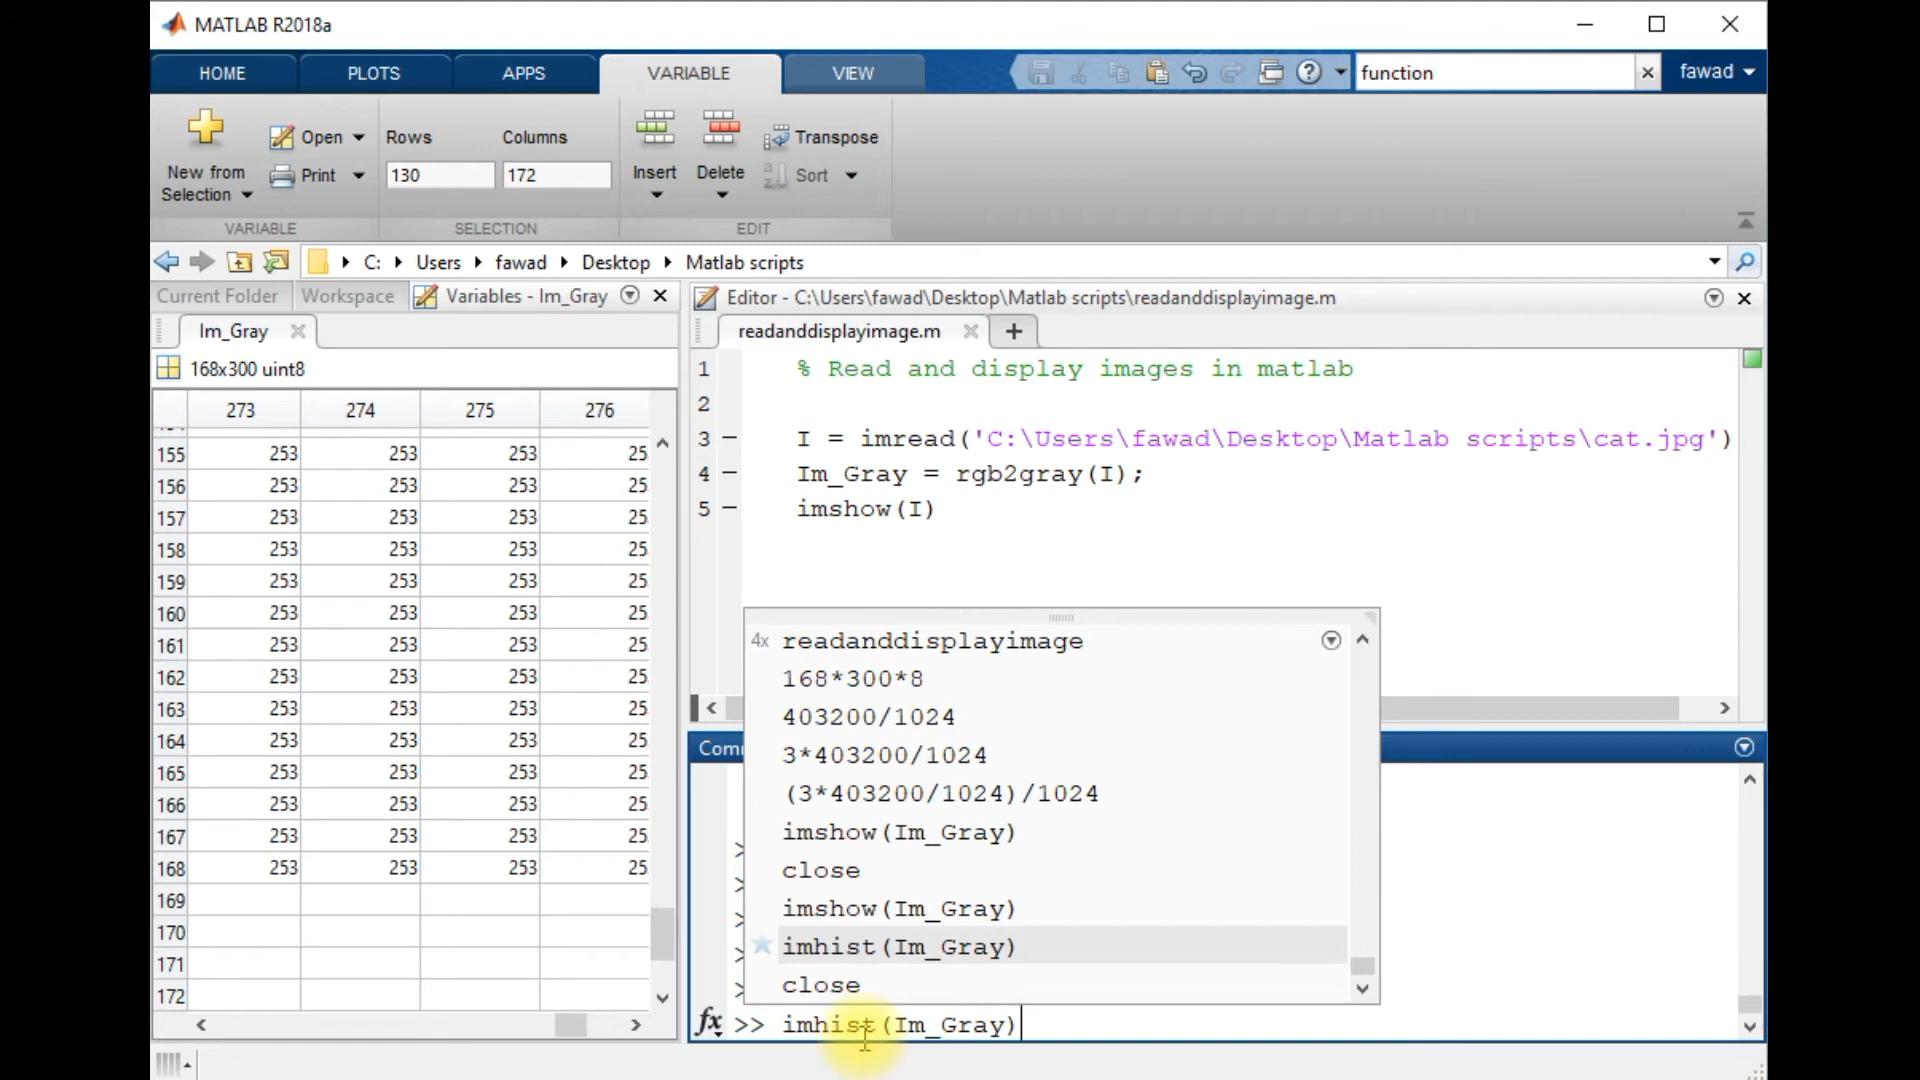 MATLAB R2018a
HOME PLOTS APPS VARIABLE VIEW function fawad
New from Selection Open Print Rows Columns Insert Delete Transpose Sort
130 172
VARIABLE SELECTION EDIT
C: Users fawad Desktop Matlab scripts
Current Folder Workspace Variables - Im_Gray
Editor - C:\Users\fawad\Desktop\Matlab scripts\readanddisplayimage.m
Im_Gray
readanddisplayimage.m +
168x300 uint8
273 274 275 276
155 253 253 253 25
156 253 253 253 25
157 253 253 253 25
158 253 253 253 25
159 253 253 253 25
160 253 253 253 25
161 253 253 253 25
162 253 253 253 25
163 253 253 253 25
164 253 253 253 25
165 253 253 253 25
166 253 253 253 25
167 253 253 253 25
168 253 253 253 25
169
170
171
172
1 % Read and display images in matlab
2
3 – I = imread('C:\Users\fawad\Desktop\Matlab scripts\cat.jpg')
4 – Im_Gray = rgb2gray(I);
5 – imshow(I)
Comm
4x readanddisplayimage
168*300*8
403200/1024
3*403200/1024
(3*403200/1024)/1024
imshow(Im_Gray)
close
imshow(Im_Gray)
imhist(Im_Gray)
close
fx >> imhist(Im_Gray)